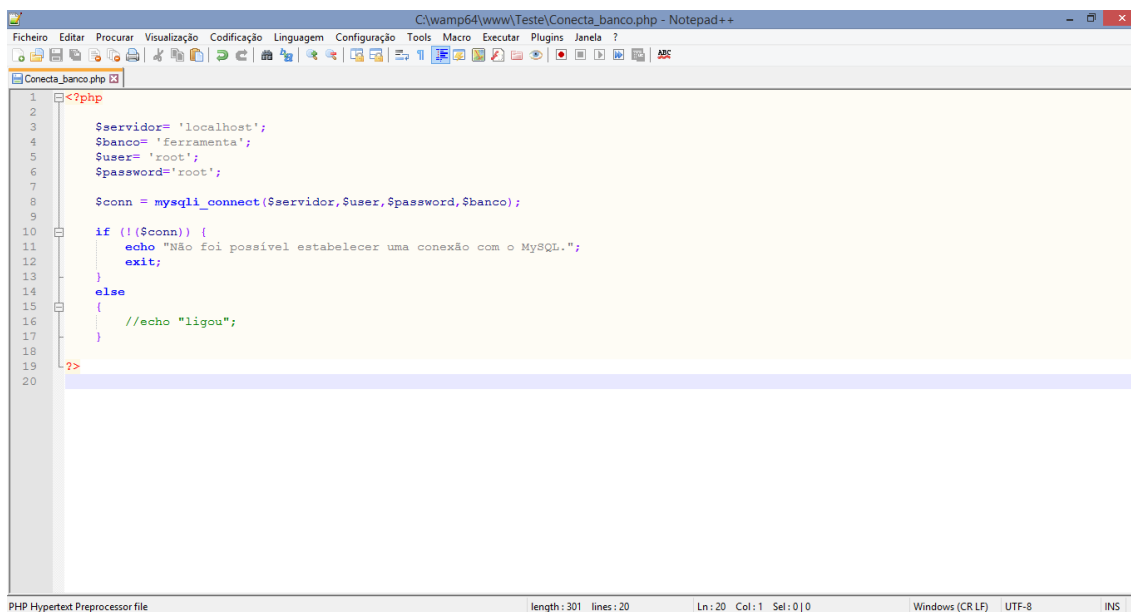 C:\wamp64\www\Teste\Conecta_banco.php - Notepad++
Ficheiro Editar Procurar Visualização Codificação Linguagem Configuração Tools Macro Executar Plugins Janela ?
Conecta_banco.php
1 <?php
2
3 $servidor= 'localhost';
4 $banco= 'ferramenta';
5 $user= 'root';
6 $password='root';
7
8 $conn = mysqli_connect($servidor,$user,$password,$banco);
9
10 if (!($conn)) {
11 echo "Não foi possível estabelecer uma conexão com o MySQL.";
12 exit;
13 }
14 else
15 {
16 //echo "ligou";
17 }
18
19 ?>
20
PHP Hypertext Preprocessor file length : 301 lines : 20 Ln : 20 Col : 1 Sel : 0 | 0 Windows (CR LF) UTF-8 INS